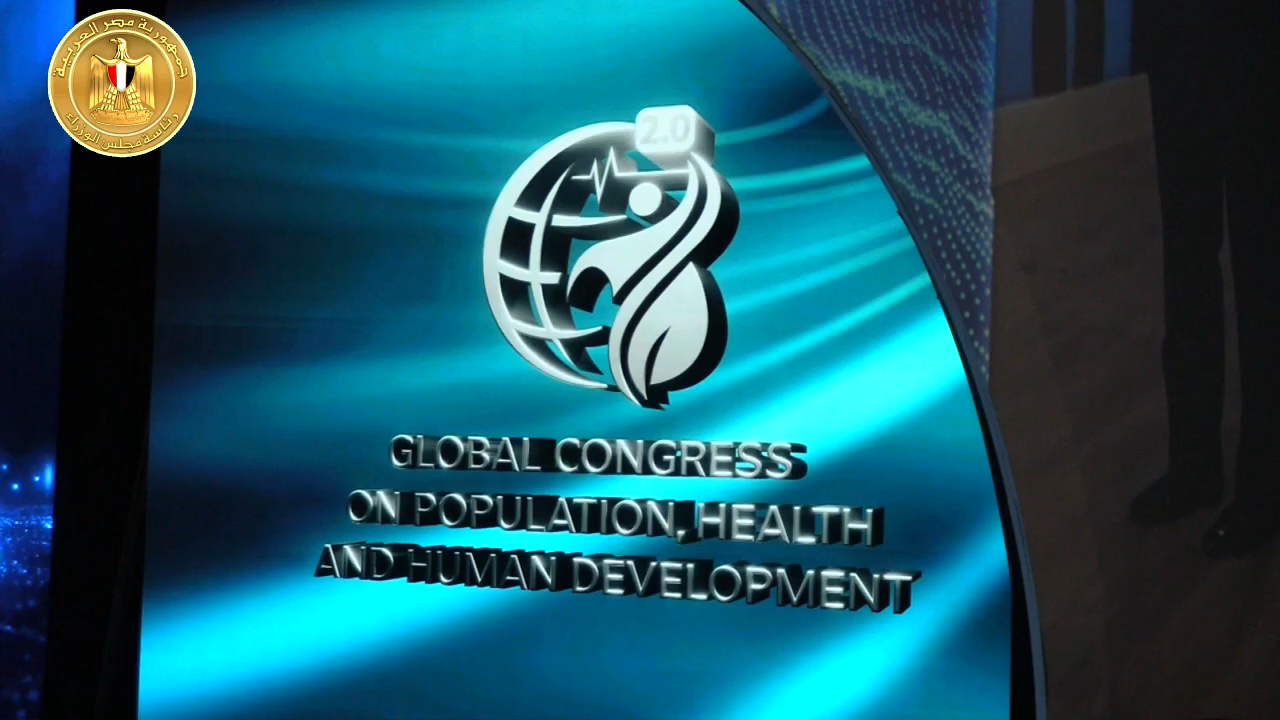 جمهورية مصر العربية
رئاسة مجلس الوزراء
2.0
GLOBAL CONGRESS
ON POPULATION, HEALTH
AND HUMAN DEVELOPMENT